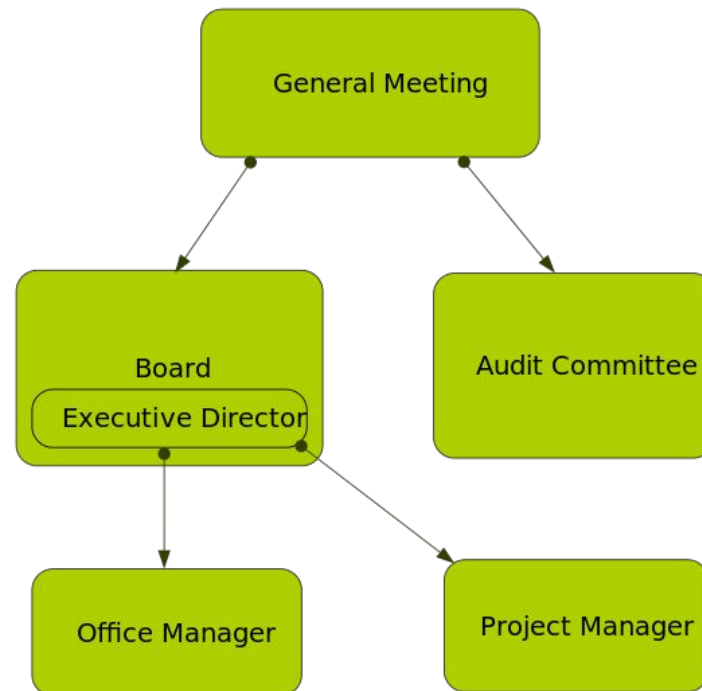 General Meeting
Board
Executive Director
Audit Committee
Office Manager
Project Manager